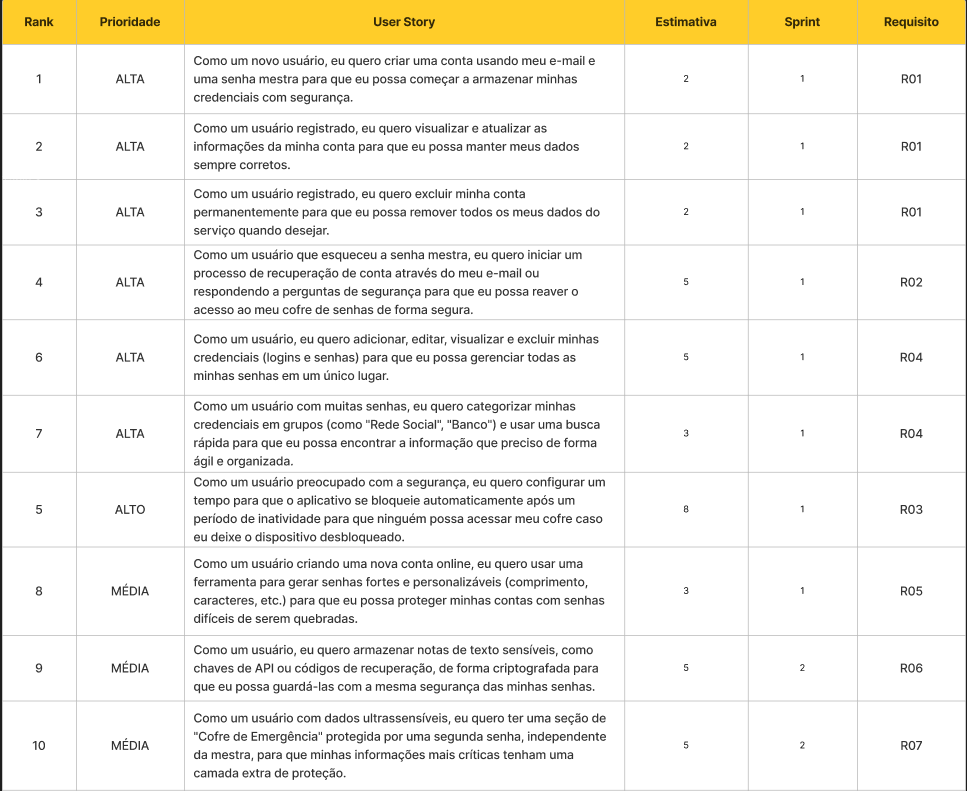 Rank Prioridade User Story Estimativa Sprint Requisito
Como um novo usuário, eu quero criar uma conta usando meu e-mail e
1 ALTA uma senha mestra para que eu possa começar a armazenar minhas 2 1 R01
credenciais com segurança.
Como um usuário registrado, eu quero visualizar e atualizar as
2 ALTA informações da minha conta para que eu possa manter meus dados 2 1 R01
sempre corretos.
Como um usuário registrado, eu quero excluir minha conta
3 ALTA permanentemente para que eu possa remover todos os meus dados do 2 1 R01
serviço quando desejar.
Como um usuário que esqueceu a senha mestra, eu quero iniciar um
processo de recuperação de conta através do meu e-mail ou
4 ALTA respondendo a perguntas de segurança para que eu possa reaver o 5 1 R02
acesso ao meu cofre de senhas de forma segura.
Como um usuário, eu quero adicionar, editar, visualizar e excluir minhas
6 ALTA credenciais (logins e senhas) para que eu possa gerenciar todas as 5 1 R04
minhas senhas em um único lugar.
Como um usuário com muitas senhas, eu quero categorizar minhas
credenciais em grupos (como "Rede Social", "Banco") e usar uma busca
7 ALTA rápida para que eu possa encontrar a informação que preciso de forma 3 1 R04
ágil e organizada.
Como um usuário preocupado com a segurança, eu quero configurar um
tempo para que o aplicativo se bloqueie automaticamente após um
5 ALTO período de inatividade para que ninguém possa acessar meu cofre caso 8 1 R03
eu deixe o dispositivo desbloqueado.
Como um usuário criando uma nova conta online, eu quero usar uma
ferramenta para gerar senhas fortes e personalizáveis (comprimento,
8 MÉDIA caracteres, etc.) para que eu possa proteger minhas contas com senhas 3 1 R05
difíceis de serem quebradas.
Como um usuário, eu quero armazenar notas de texto sensíveis, como
9 MÉDIA chaves de API ou códigos de recuperação, de forma criptografada para 5 2 R06
que eu possa guardá-las com a mesma segurança das minhas senhas.
Como um usuário com dados ultrassensíveis, eu quero ter uma seção de
"Cofre de Emergência" protegida por uma segunda senha, independente
10 MÉDIA da mestra, para que minhas informações mais críticas tenham uma 5 2 R07
camada extra de proteção.